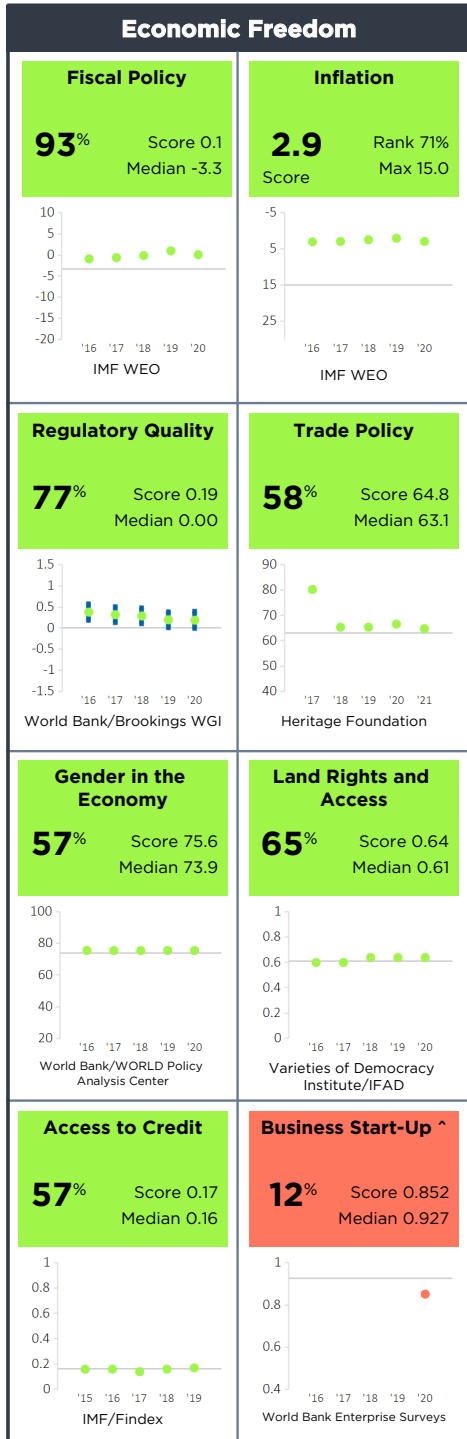 Economic Freedom
Fiscal Policy
93%
Score 0.1
Median -3.3
10
5
0
-5
-10
-15
-20
'16 '17 '18 '19 '20
IMF WEO
Inflation
2.9
Score
Rank 71%
Max 15.0
-5
5
15
25
'16 '17 '18 '19 '20
IMF WEO
Regulatory Quality
77%
Score 0.19
Median 0.00
1.5
1
0.5
0
-0.5
-1
-1.5
'16 '17 '18 '19 '20
World Bank/Brookings WGI
Trade Policy
58%
Score 64.8
Median 63.1
90
80
70
60
50
40
'17 '18 '19 '20 '21
Heritage Foundation
Gender in the
Economy
57%
Score 75.6
Median 73.9
100
80
60
40
20
'16 '17 '18 '19 '20
World Bank/WORLD Policy
Analysis Center
Land Rights and
Access
65%
Score 0.64
Median 0.61
1
0.8
0.6
0.4
0.2
0
'16 '17 '18 '19 '20
Varieties of Democracy
Institute/IFAD
Access to Credit
57%
Score 0.17
Median 0.16
1
0.8
0.6
0.4
0.2
0
'15 '16 '17 '18 '19
IMF/Findex
Business Start-Up ^
12%
Score 0.852
Median 0.927
1
0.8
0.6
0.4
'16 '17 '18 '19 '20
World Bank Enterprise Surveys